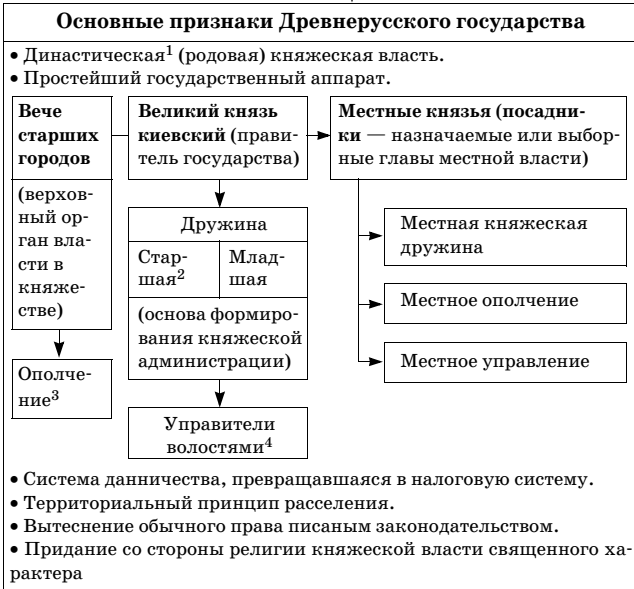 Основные признаки Древнерусского государства
• Династическая¹ (родовая) княжеская власть.
• Простейший государственный аппарат.
Вече
старших
городов
(верхов-
ный ор-
ган вла-
сти в
княже-
стве)
Ополче-
ние³
Великий князь
киевский (прави-
тель государства)
Дружина
Стар-
шая²
Млад-
шая
(основа формиро-
вания княжеской
администрации)
Управители
волостями⁴
Местные князья (посадни-
ки — назначаемые или выбор-
ные главы местной власти)
Местная княжеская
дружина
Местное ополчение
Местное управление
• Система данничества, превращавшаяся в налоговую систему.
• Территориальный принцип расселения.
• Вытеснение обычного права писаным законодательством.
• Придание со стороны религии княжеской власти священного ха-
рактера